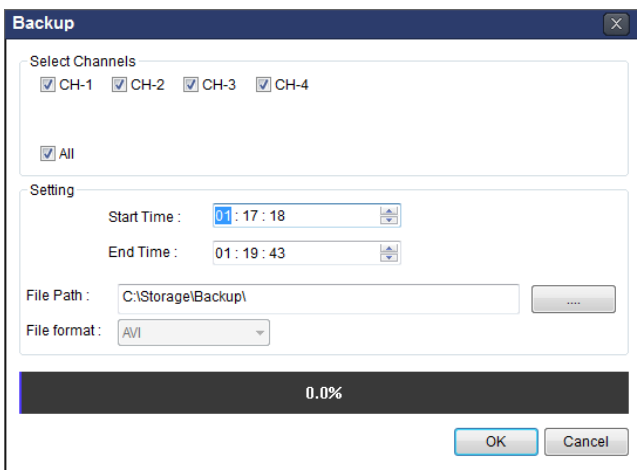 Backup
Select Channels
CH-1 CH-2 CH-3 CH-4
All
Setting
Start Time : 01 : 17 : 18
End Time : 01 : 19 : 43
File Path : C:\Storage\Backup\ ....
File format : AVI
0.0%
OK Cancel